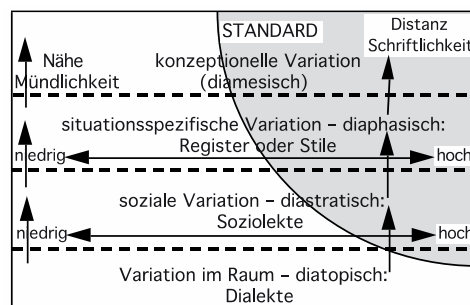 STANDARD
Distanz
Schriftlichkeit
Nähe
Mündlichkeit
konzeptionelle Variation
(diamesisch)
situationsspezifische Variation – diaphasisch:
niedrig
Register oder Stile
hoch
soziale Variation – diastratisch:
niedrig
Soziolekte
hoch
Variation im Raum – diatopisch:
Dialekte